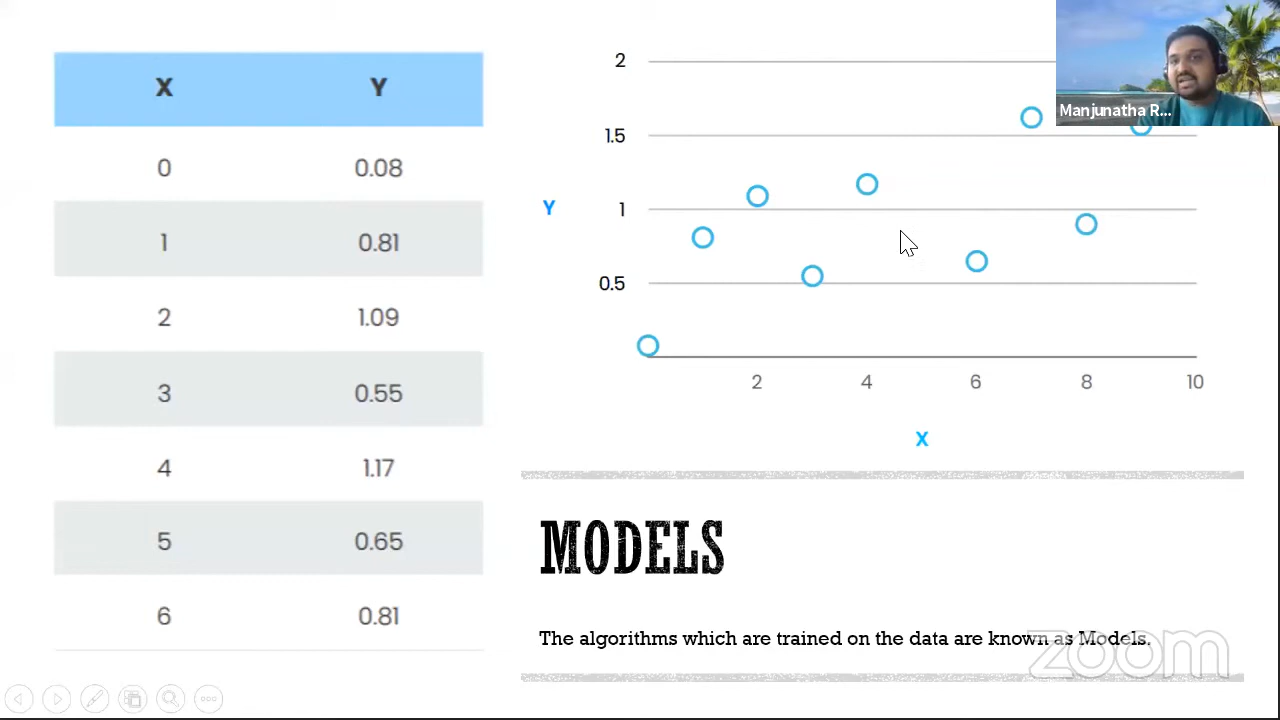 X Y
0 0.08
1 0.81
2 1.09
3 0.55
4 1.17
5 0.65
6 0.81
2
1.5
1
0.5
Y
2 4 6 8 10
X
Manjunatha R...
MODELS
The algorithms which are trained on the data are known as Models.
zoom